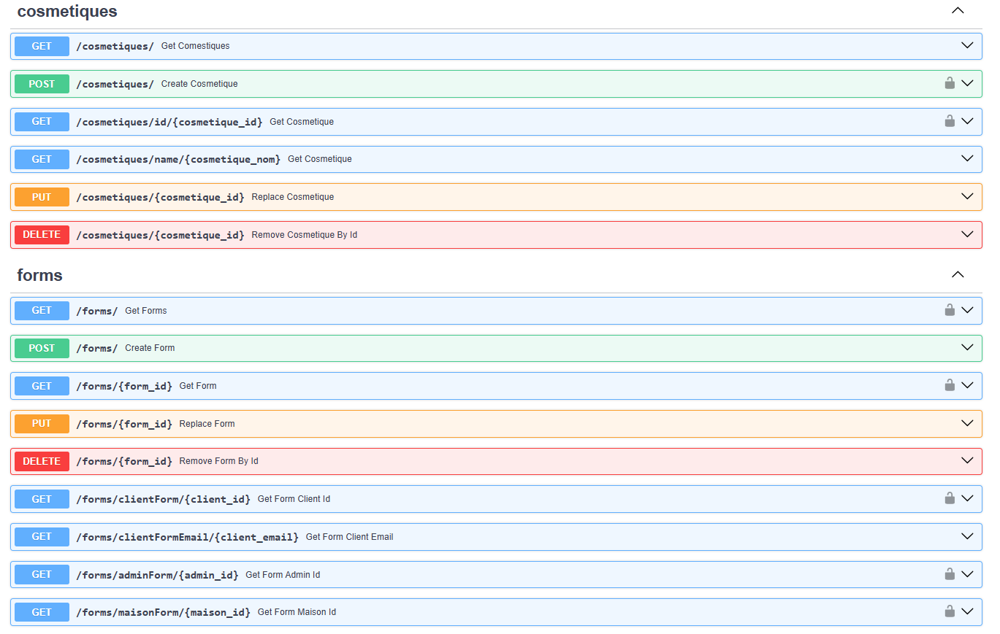 cosmetiques
GET /cosmetiques/ Get Comestiques
POST /cosmetiques/ Create Cosmetique
GET /cosmetiques/id/{cosmetique_id} Get Cosmetique
GET /cosmetiques/name/{cosmetique_nom} Get Cosmetique
PUT /cosmetiques/{cosmetique_id} Replace Cosmetique
DELETE /cosmetiques/{cosmetique_id} Remove Cosmetique By Id
forms
GET /forms/ Get Forms
POST /forms/ Create Form
GET /forms/{form_id} Get Form
PUT /forms/{form_id} Replace Form
DELETE /forms/{form_id} Remove Form By Id
GET /forms/clientForm/{client_id} Get Form Client Id
GET /forms/clientFormEmail/{client_email} Get Form Client Email
GET /forms/adminForm/{admin_id} Get Form Admin Id
GET /forms/maisonForm/{maison_id} Get Form Maison Id